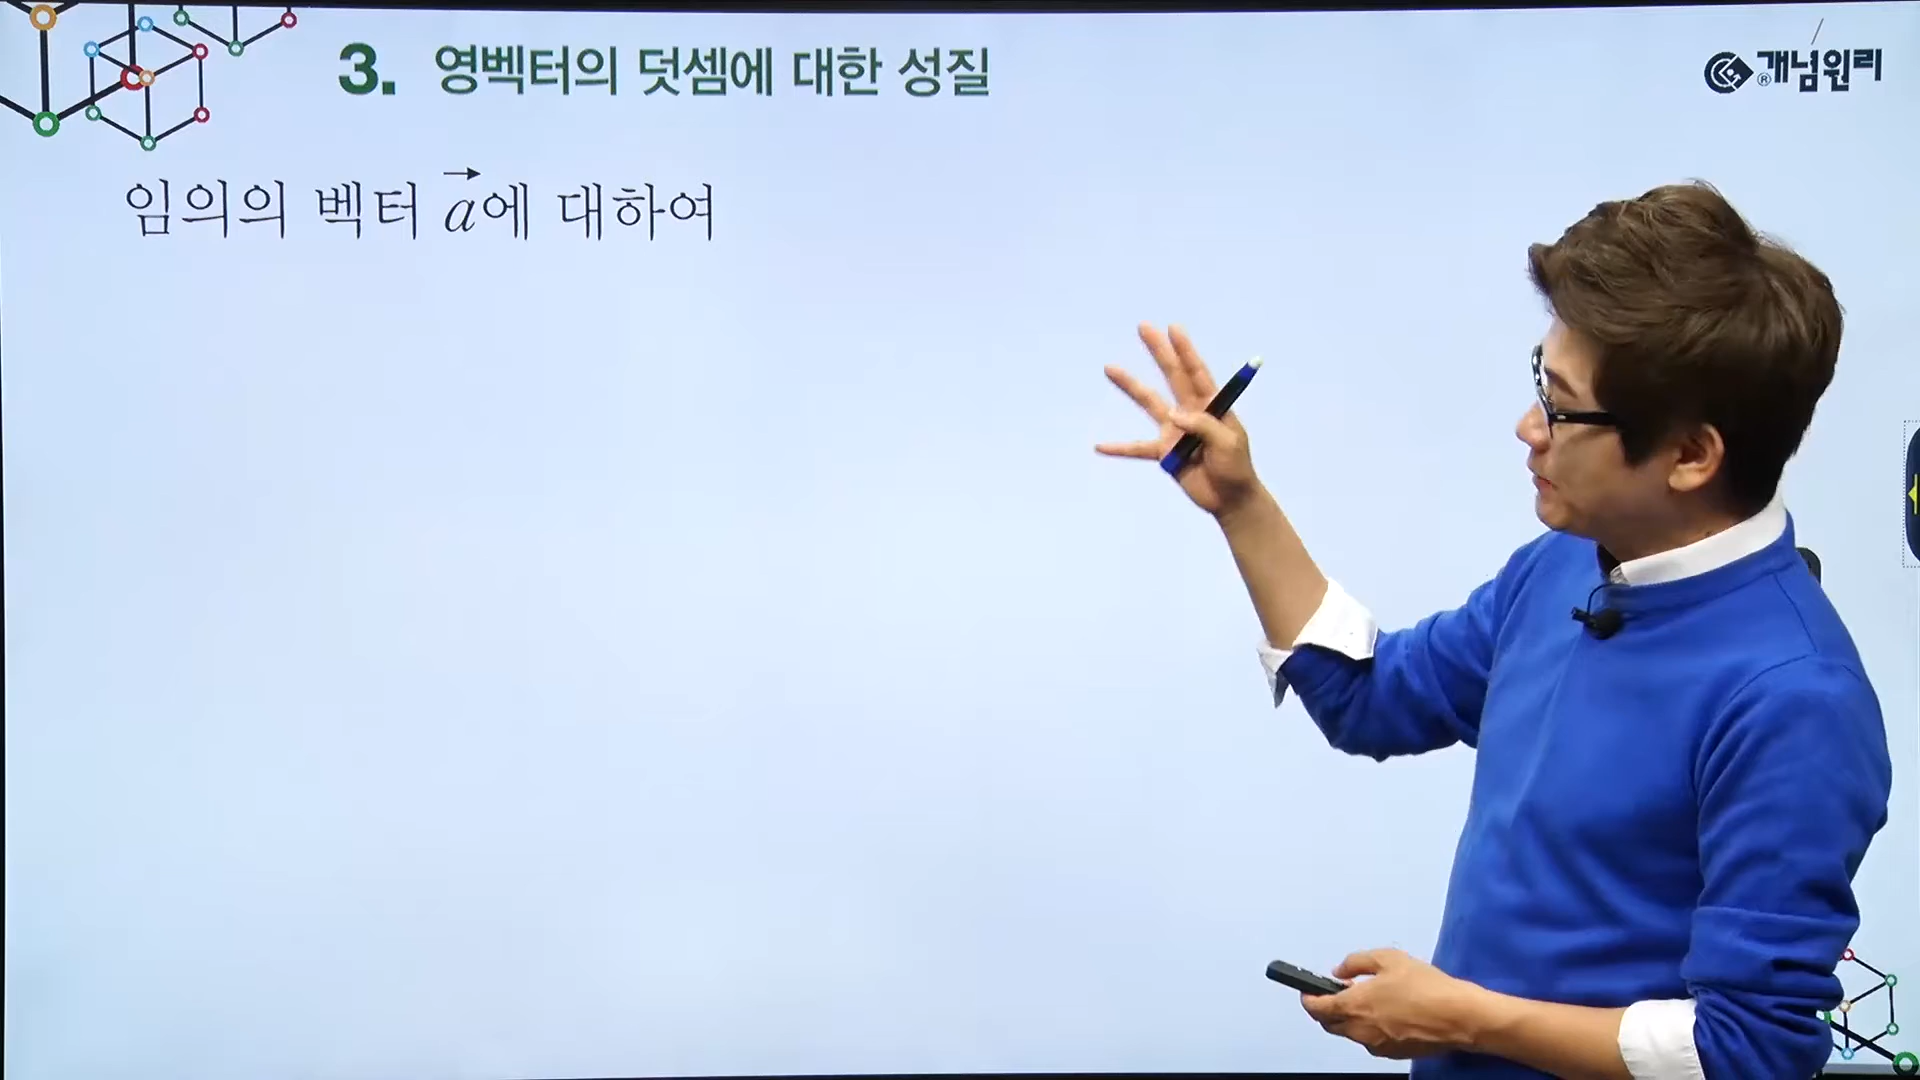 3. 영벡터의 덧셈에 대한 성질
®개념원리
임의의 벡터 a⃗에 대하여